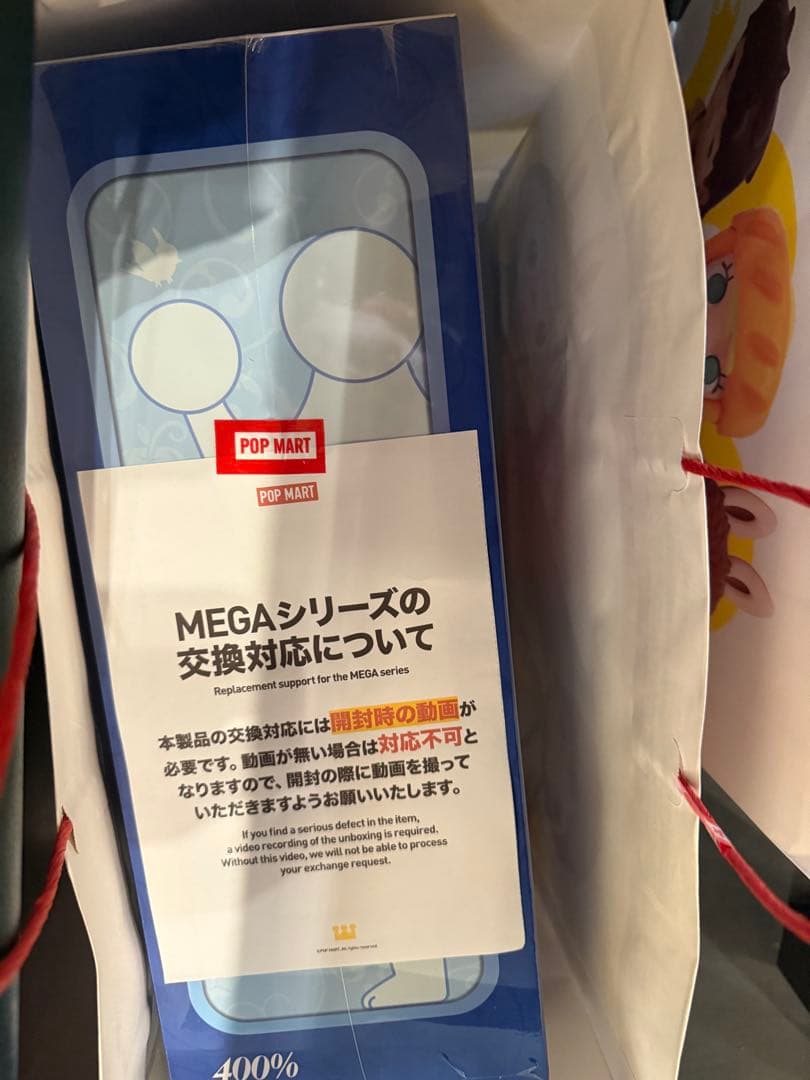 POP MART
POP MART
MEGAシリーズの
交換対応について
Replacement support for the MEGA series
本製品の交換対応には開封時の動画が
必要です。動画が無い場合は対応不可と
なりますので、開封の際に動画を撮って
いただきますようお願いいたします。
If you find a serious defect in the item,
a video recording of the unboxing is required.
Without this video, we will not be able to process
your exchange request.
©POP MART. All rights reserved.
400%